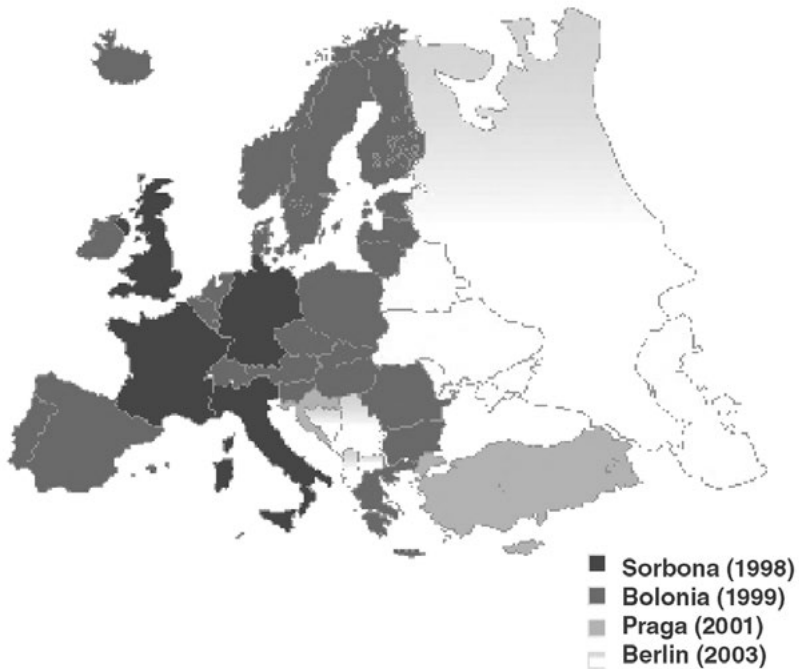 Sorbona (1998)
Bolonia (1999)
Praga (2001)
Berlin (2003)